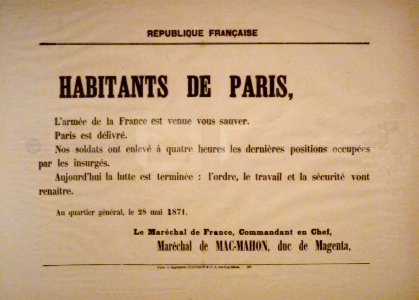 RÉPUBLIQUE FRANÇAISE
HABITANTS DE PARIS,
L'armée de la France est venue vous sauver.
Paris est délivré.
Nos soldats ont enlevé à quatre heures les dernières positions occupées
par les insurgés.
Aujourd'hui la lutte est terminée : l'ordre, le travail et la sécurité vont
renaître.
Au quartier général, le 28 mai 1871.
Le Maréchal de France, Commandant en Chef,
Maréchal de MAC-MAHON, duc de Magenta,